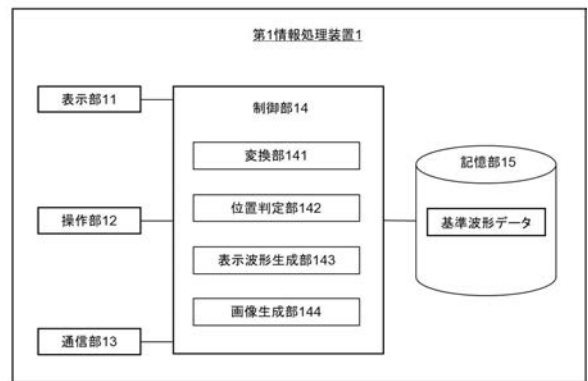 第1情報処理装置1
表示部11
操作部12
通信部13
制御部14
変換部141
位置判定部142
表示波形生成部143
画像生成部144
記憶部15
基準波形データ